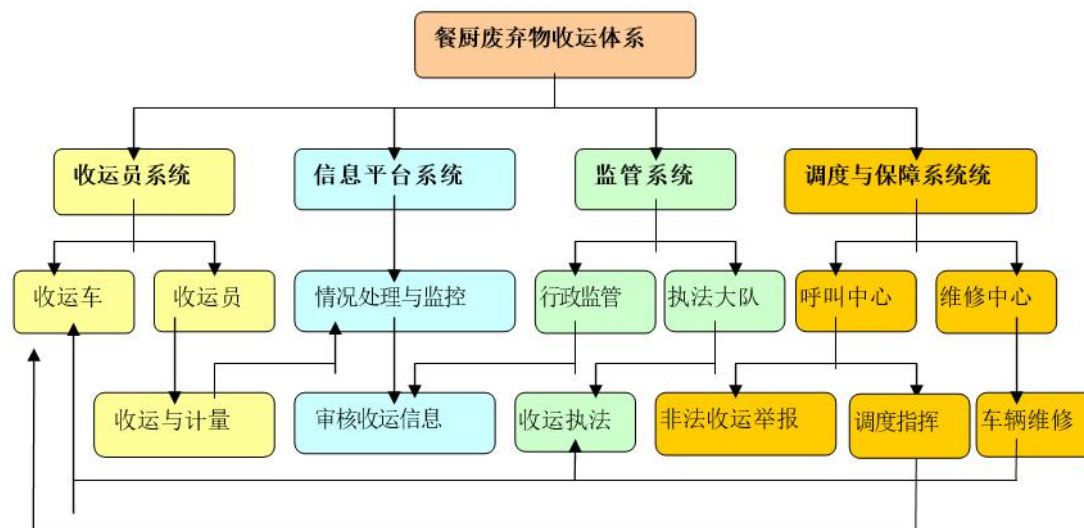 餐厨废弃物收运体系
收运员系统
信息平台系统
监管系统
调度与保障系统统
收运车
收运员
情况处理与监控
行政监管
执法大队
呼叫中心
维修中心
收运与计量
审核收运信息
收运执法
非法收运举报
调度指挥
车辆维修